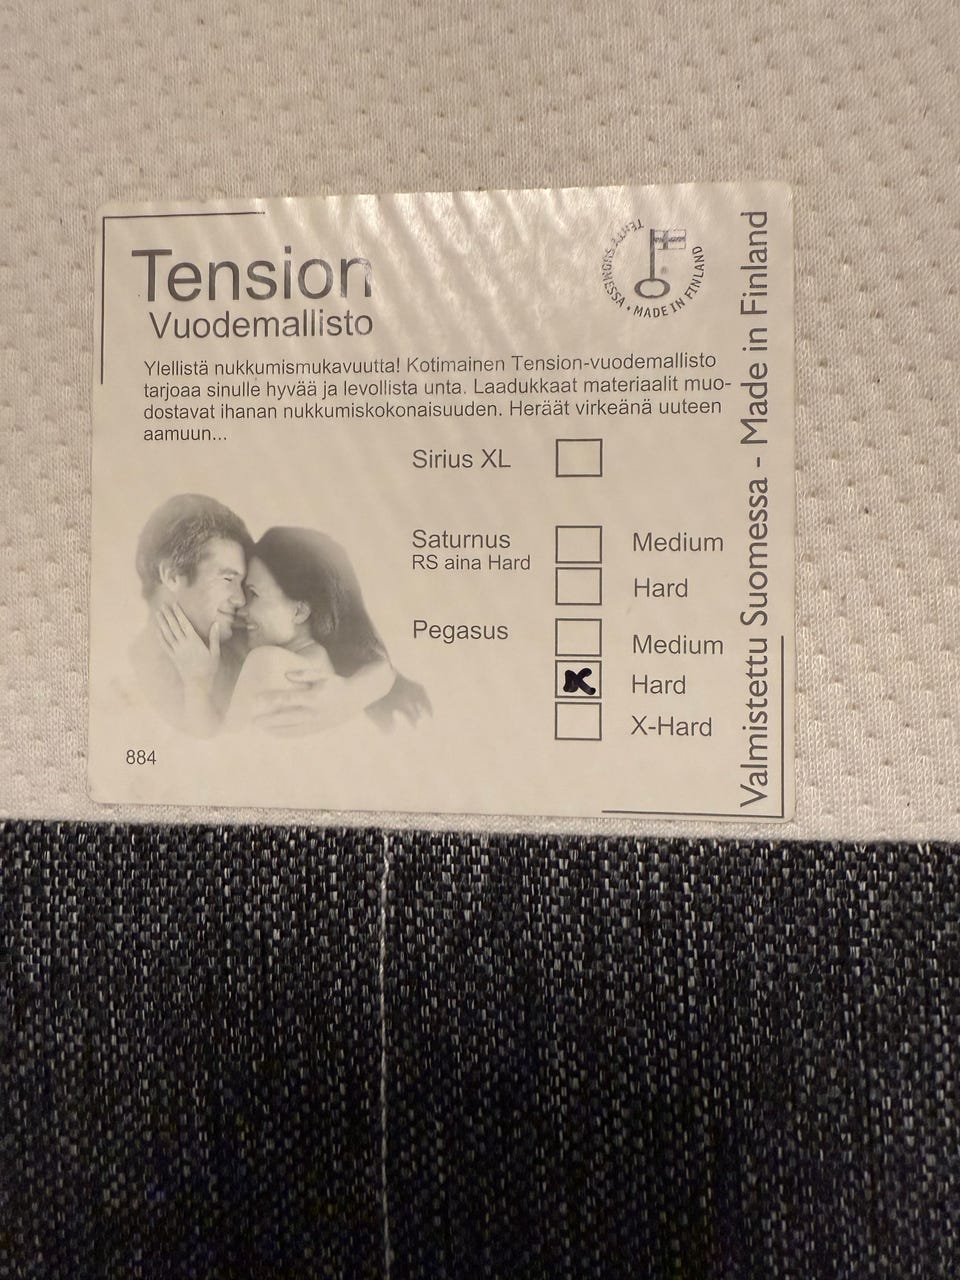 Tension
Vuodemallisto
TEHTY SUOMESSA • MADE IN FINLAND
Ylellistä nukkumismukavuutta! Kotimainen Tension-vuodemallisto
tarjoaa sinulle hyvää ja levollista unta. Laadukkaat materiaalit muo-
dostavat ihanan nukkumiskokonaisuuden. Heräät virkeänä uuteen
aamuun...
Sirius XL
Saturnus Medium
RS aina Hard
Hard
Pegasus Medium
Hard
X-Hard
884
Valmistettu Suomessa - Made in Finland